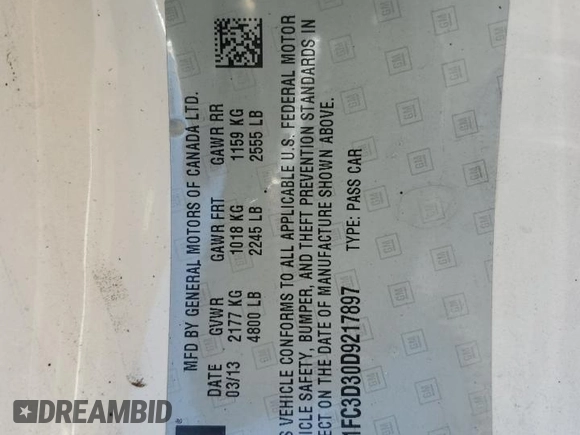 MFD BY GENERAL MOTORS OF CANADA LTD.
DATE GVWR GAWR FRT GAWR RR
03/13 2177 KG 1018 KG 1159 KG
4800 LB 2245 LB 2555 LB
VEHICLE CONFORMS TO ALL APPLICABLE U.S. FEDERAL MOTOR
SAFETY, BUMPER, AND THEFT PREVENTION STANDARDS IN
ON THE DATE OF MANUFACTURE SHOWN ABOVE.
1FC3D30D9217897 TYPE: PASS CAR
GM
DREAMBID
DREAMBID